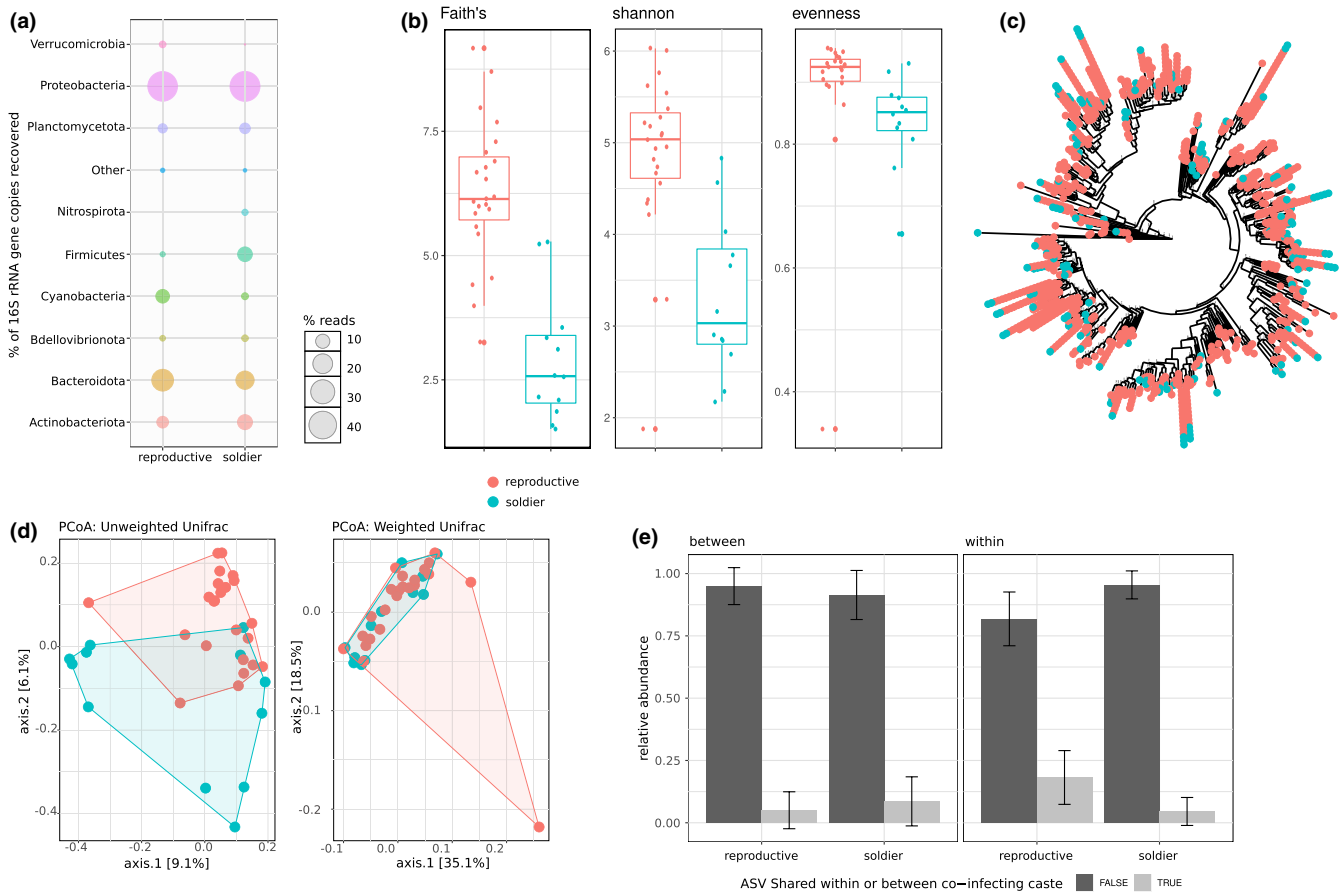 (a)
% of 16S rRNA gene copies recovered
Verrucomicrobia
Proteobacteria
Planctomycetota
Other
Nitrospirota
Firmicutes
Cyanobacteria
Bdellovibrionota
Bacteroidota
Actinobacteriota
reproductive soldier
% reads
10
20
30
40
(b)
Faith's
7.5
5.0
2.5
shannon
6
5
4
3
2
evenness
0.8
0.6
0.4
reproductive
soldier
(c)
(d)
PCoA: Unweighted Unifrac
axis.2 [6.1%]
0.2
0.0
-0.2
-0.4
-0.4 -0.2 0.0 0.2
axis.1 [9.1%]
PCoA: Weighted Unifrac
axis.2 [18.5%]
0.0
-0.1
-0.2
-0.1 0.0 0.1 0.2
axis.1 [35.1%]
(e)
between within
relative abundance
1.00
0.75
0.50
0.25
0.00
reproductive soldier reproductive soldier
ASV Shared within or between co−infecting caste FALSE TRUE